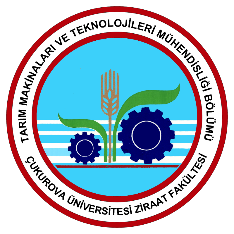 TARIM MAKİNALARI VE TEKNOLOJİLERİ MÜHENDİSLİĞİ BÖLÜMÜ
ÇUKUROVA ÜNİVERSİTESİ ZİRAAT FAKÜLTESİ